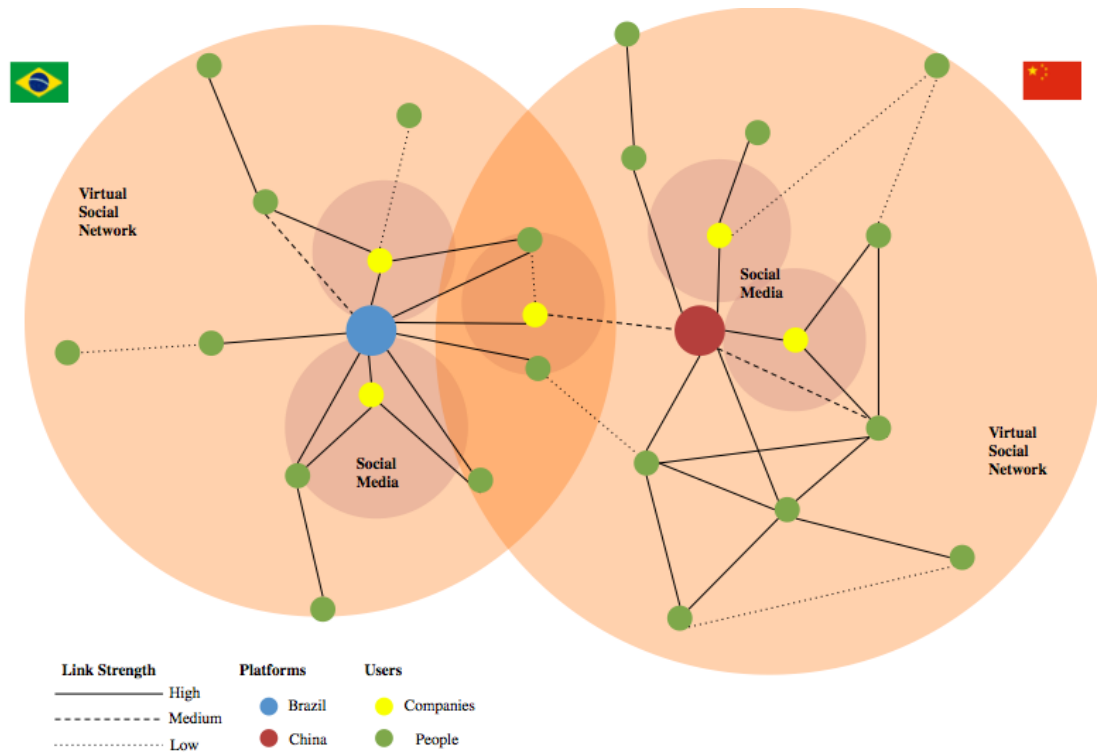 Virtual
Social
Network
Social
Media
Social
Media
Virtual
Social
Network
Link Strength
High
Medium
Low
Platforms
Brazil
China
Users
Companies
People